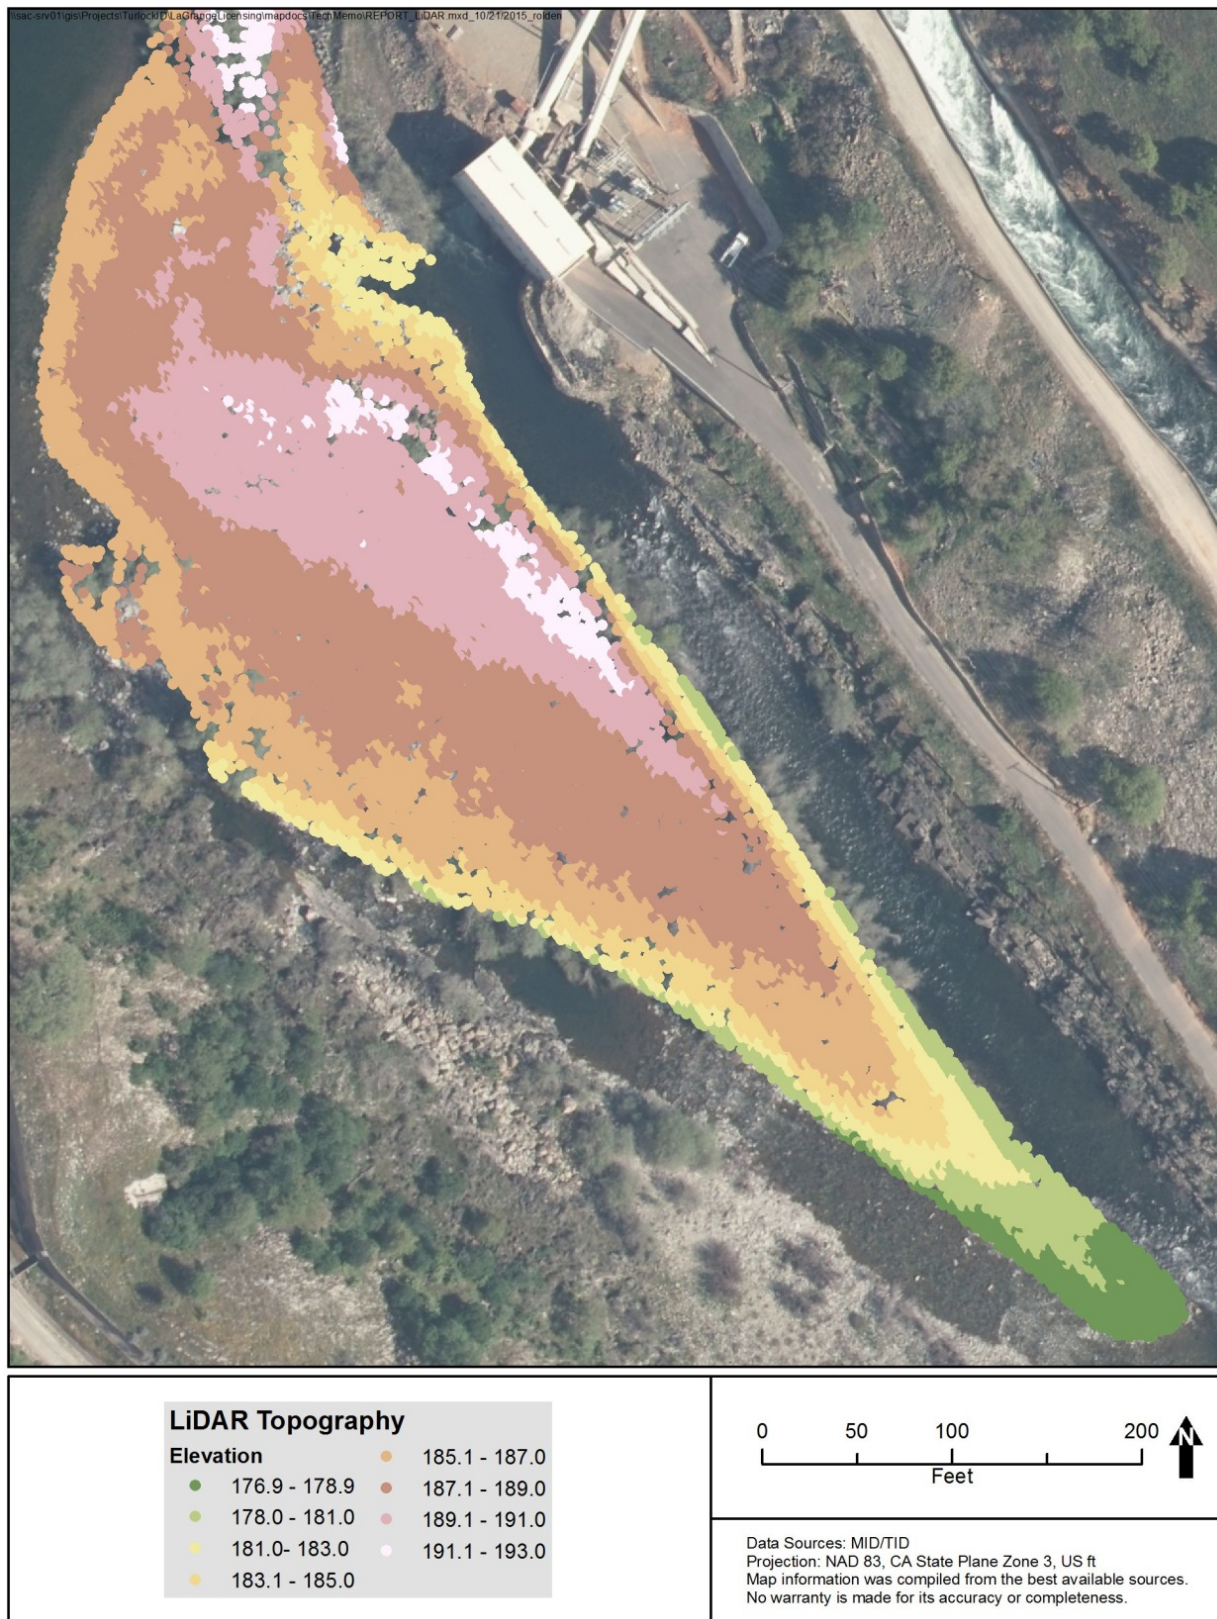 \\sac-srv01\gis\Projects\TurlockID\LaGrangeLicensing\mapdocs\TechMemo\REPORT_LiDAR.mxd_10/21/2015_rolden
LiDAR Topography
Elevation
176.9 - 178.9
178.0 - 181.0
181.0- 183.0
183.1 - 185.0
185.1 - 187.0
187.1 - 189.0
189.1 - 191.0
191.1 - 193.0
0 50 100 200
Feet
N
Data Sources: MID/TID
Projection: NAD 83, CA State Plane Zone 3, US ft
Map information was compiled from the best available sources.
No warranty is made for its accuracy or completeness.